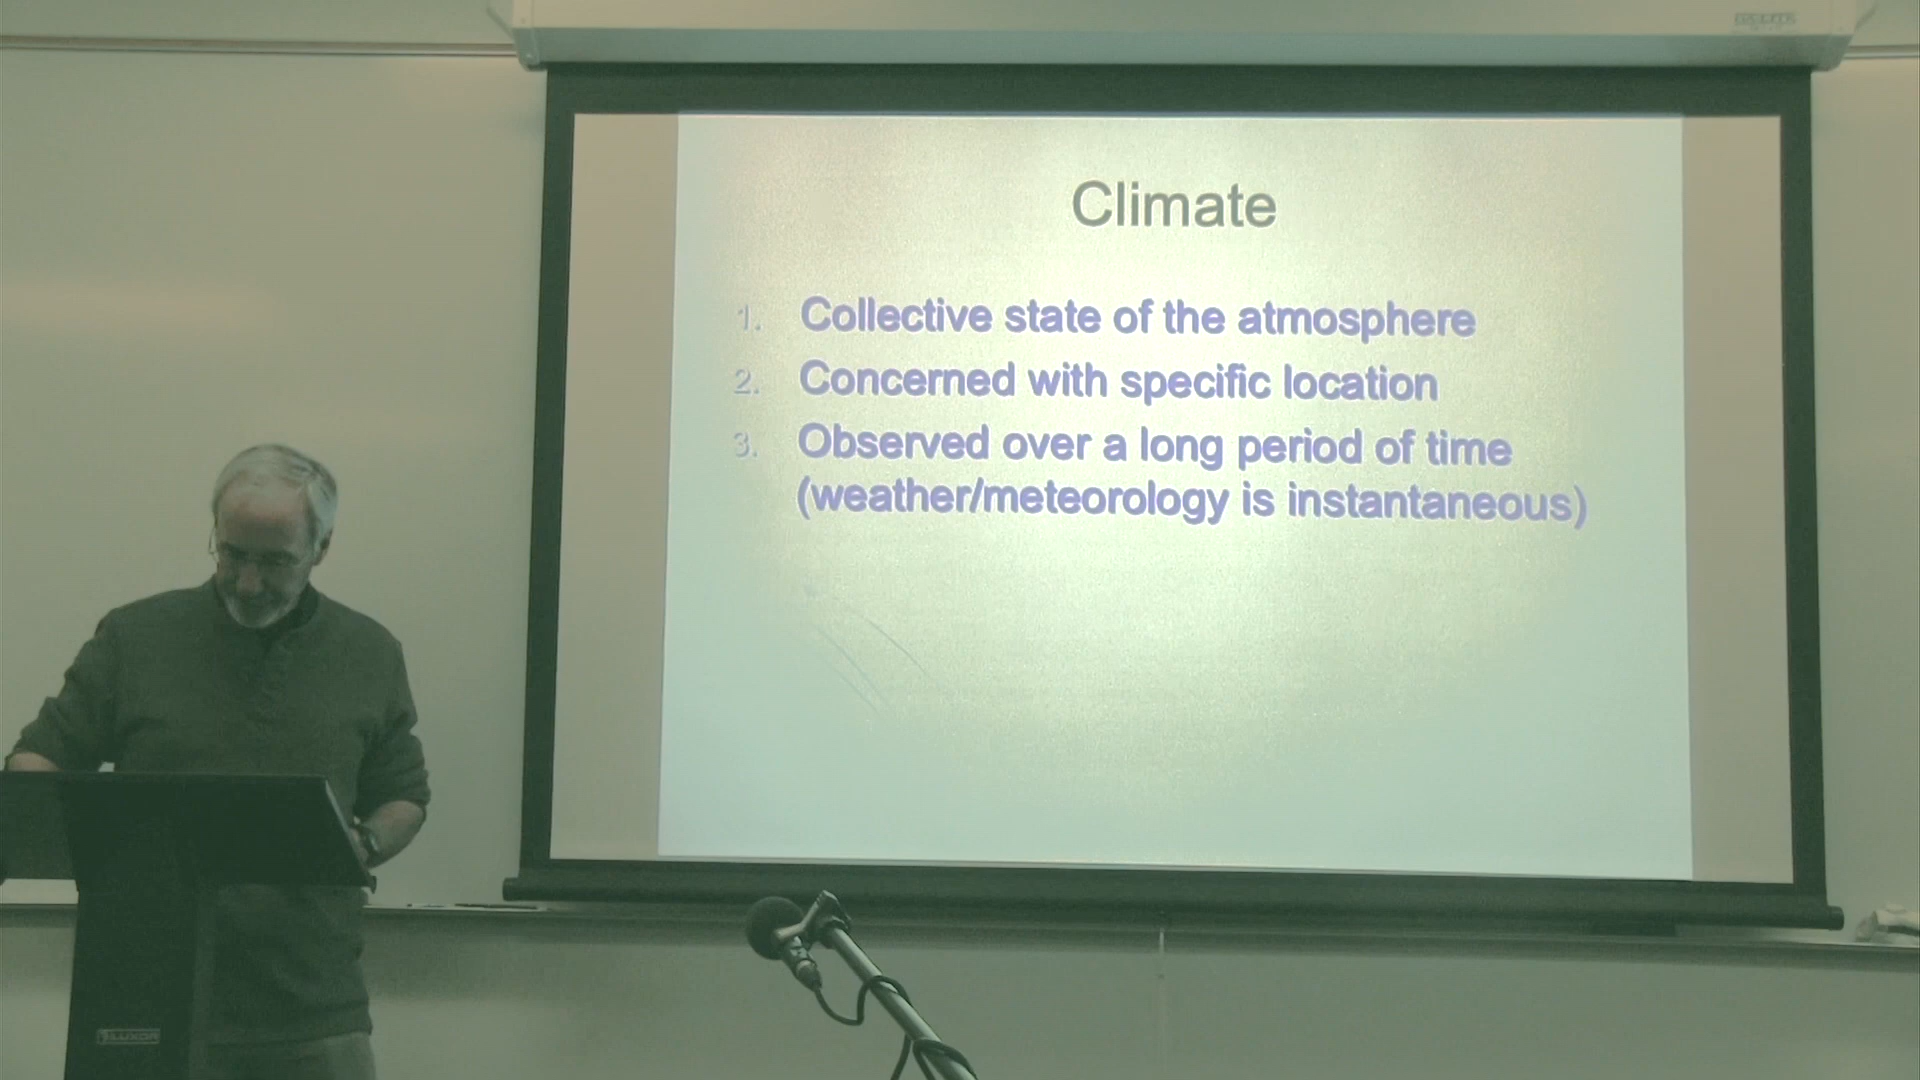 Climate
1. Collective state of the atmosphere
2. Concerned with specific location
3. Observed over a long period of time
(weather/meteorology is instantaneous)
LUXOR